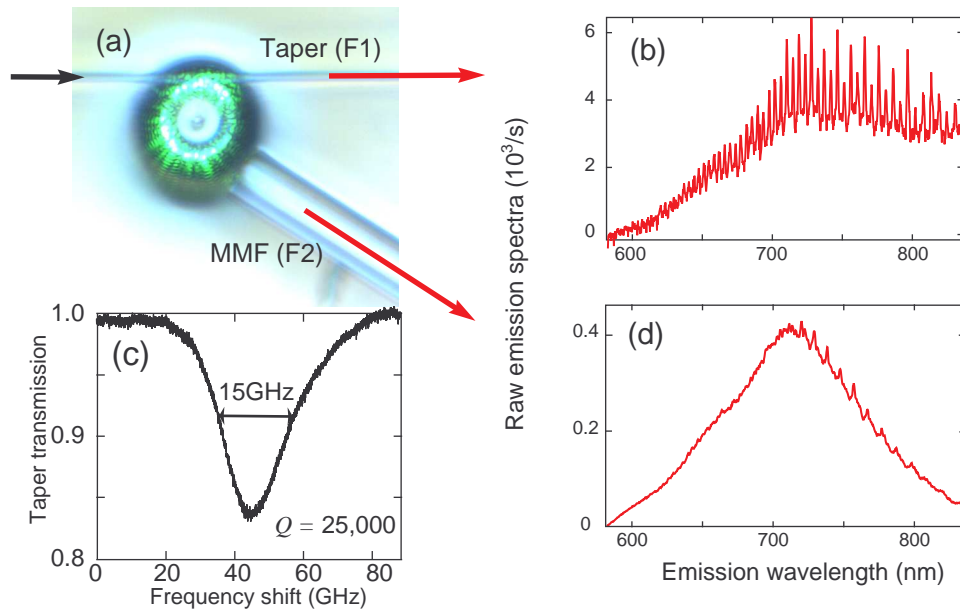 (a)
Taper (F1)
MMF (F2)
(b)
Raw emission spectra (10³/s)
6
4
2
0
600
700
800
(c)
Taper transmission
1.0
0.9
0.8
15GHz
Q = 25,000
0
20
40
60
80
Frequency shift (GHz)
(d)
0.4
0.2
0
600
700
800
Emission wavelength (nm)